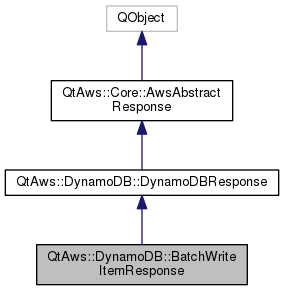 QObject
QtAws::Core::AwsAbstract
Response
QtAws::DynamoDB::DynamoDBResponse
QtAws::DynamoDB::BatchWrite
ItemResponse